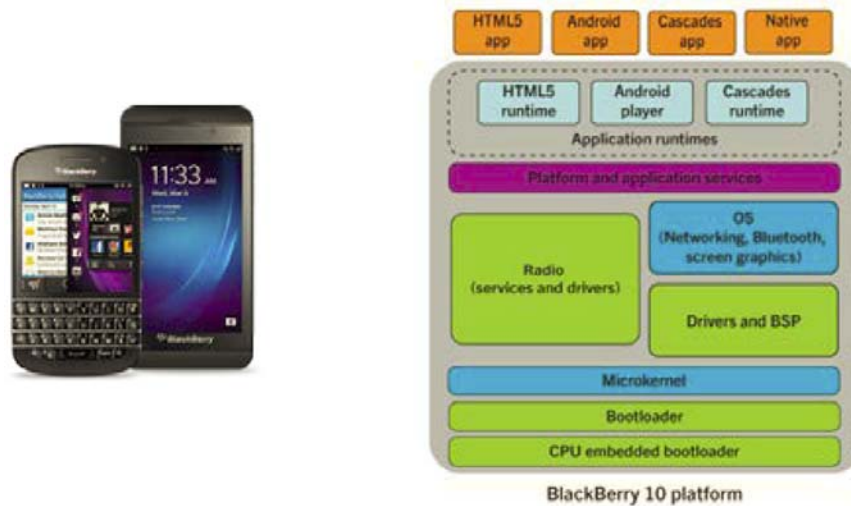 BlackBerry
11:33 AM
BlackBerry
HTML5
app
Android
app
Cascades
app
Native
app
HTML5
runtime
Android
player
Cascades
runtime
Application runtimes
Platform and application services
Radio
(services and drivers)
OS
(Networking, Bluetooth,
screen graphics)
Drivers and BSP
Microkernel
Bootloader
CPU embedded bootloader
BlackBerry 10 platform